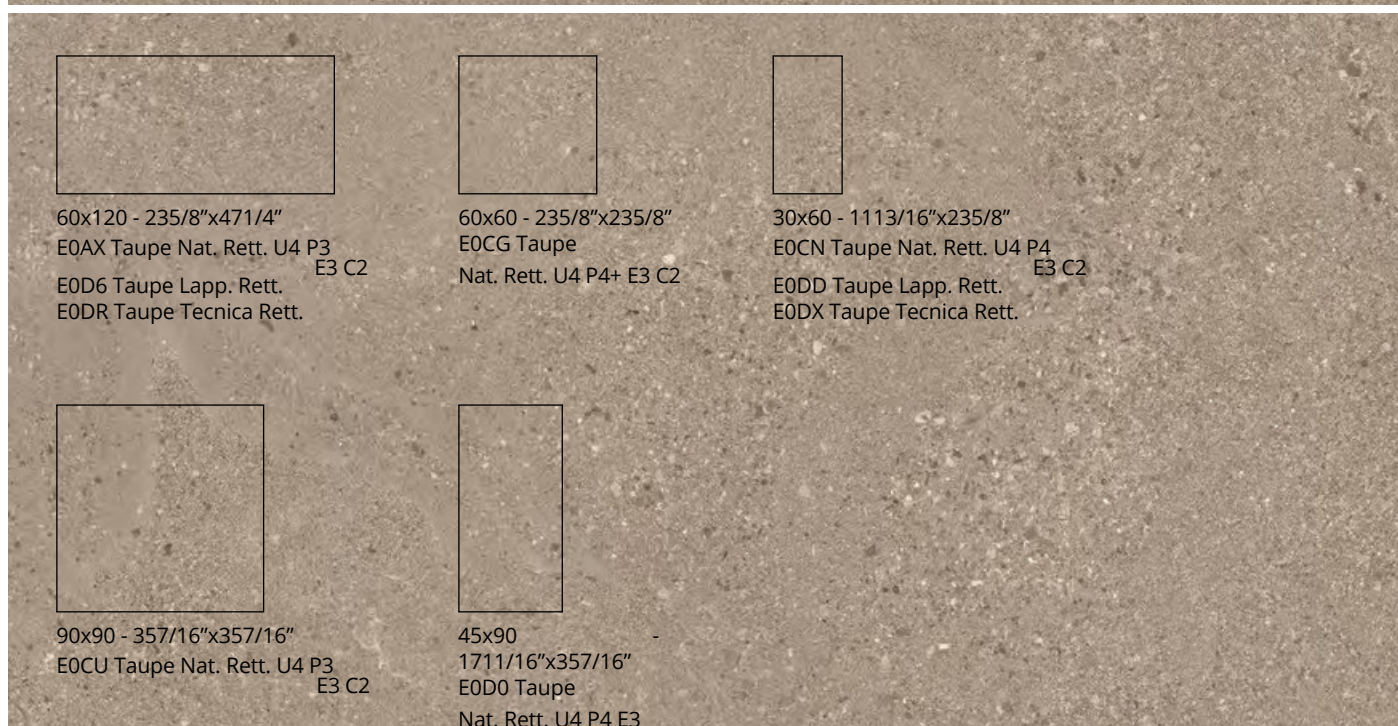 60x120 - 235/8”x471/4”
E0AX Taupe Nat. Rett. U4 P3
E3 C2
E0D6 Taupe Lapp. Rett.
E0DR Taupe Tecnica Rett.
60x60 - 235/8”x235/8”
E0CG Taupe
Nat. Rett. U4 P4+ E3 C2
30x60 - 1113/16”x235/8”
E0CN Taupe Nat. Rett. U4 P4
E3 C2
E0DD Taupe Lapp. Rett.
E0DX Taupe Tecnica Rett.
90x90 - 357/16”x357/16”
E0CU Taupe Nat. Rett. U4 P3
E3 C2
45x90 -
1711/16”x357/16”
E0D0 Taupe
Nat. Rett. U4 P4 E3